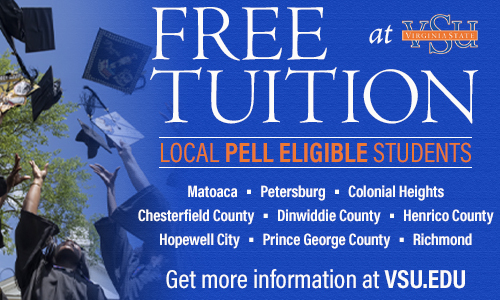 FREE at VSU
VIRGINIA STATE
TUITION
LOCAL PELL ELIGIBLE STUDENTS
Matoaca ▪ Petersburg ▪ Colonial Heights
Chesterfield County ▪ Dinwiddie County ▪ Henrico County
Hopewell City ▪ Prince George County ▪ Richmond
Get more information at VSU.EDU